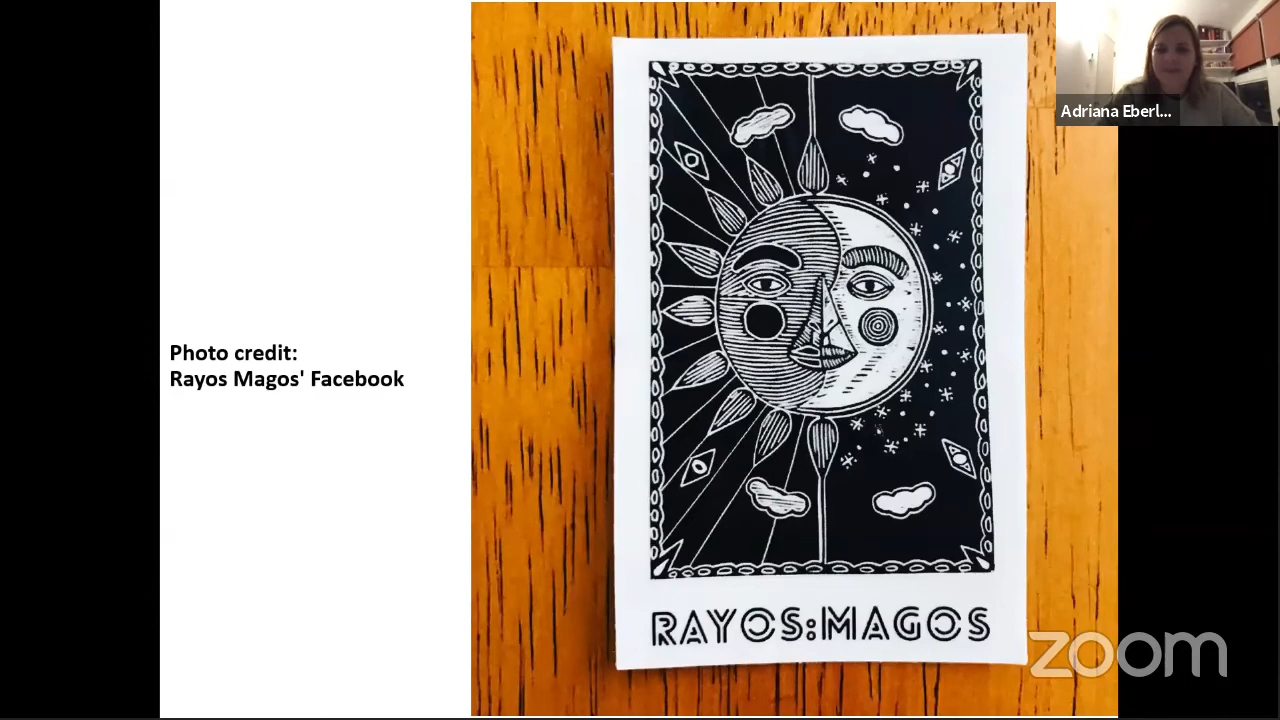 Adriana Eberl...
Photo credit:
Rayos Magos' Facebook
RAYOS:MAGOS
zoom